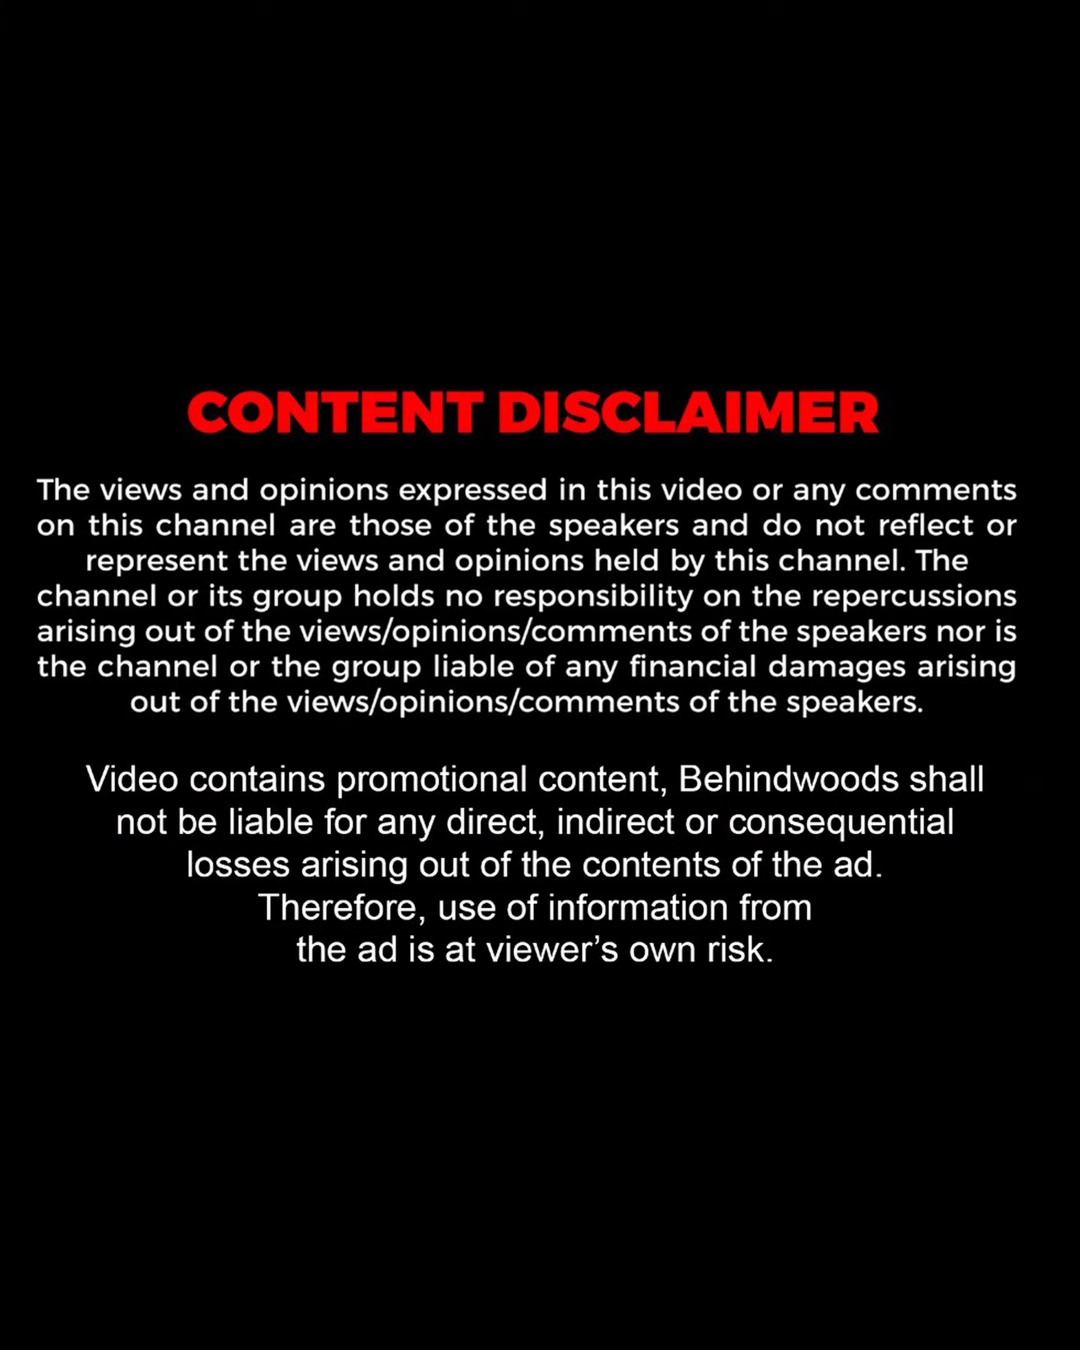 CONTENT DISCLAIMER
The views and opinions expressed in this video or any comments
on this channel are those of the speakers and do not reflect or
represent the views and opinions held by this channel. The
channel or its group holds no responsibility on the repercussions
arising out of the views/opinions/comments of the speakers nor is
the channel or the group liable of any financial damages arising
out of the views/opinions/comments of the speakers.
Video contains promotional content, Behindwoods shall
not be liable for any direct, indirect or consequential
losses arising out of the contents of the ad.
Therefore, use of information from
the ad is at viewer’s own risk.